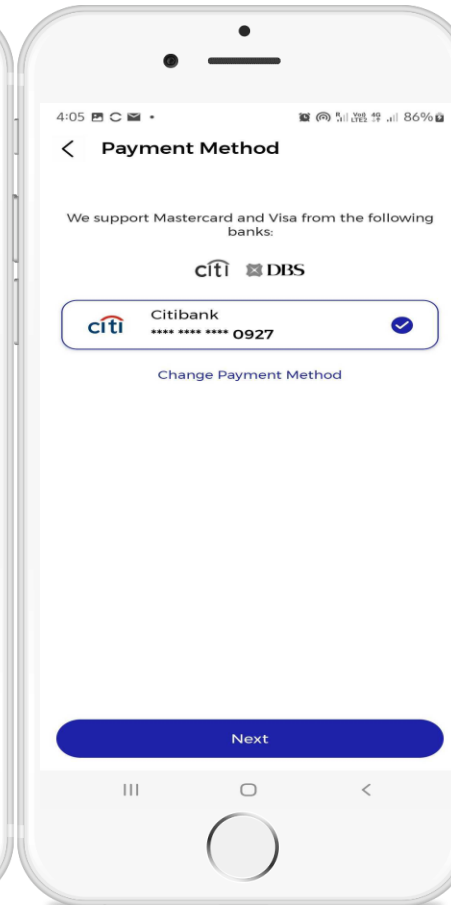 4:05
86%
Payment Method
We support Mastercard and Visa from the following
banks:
citi DBS
citi
Citibank
**** **** **** 0927
Change Payment Method
Next